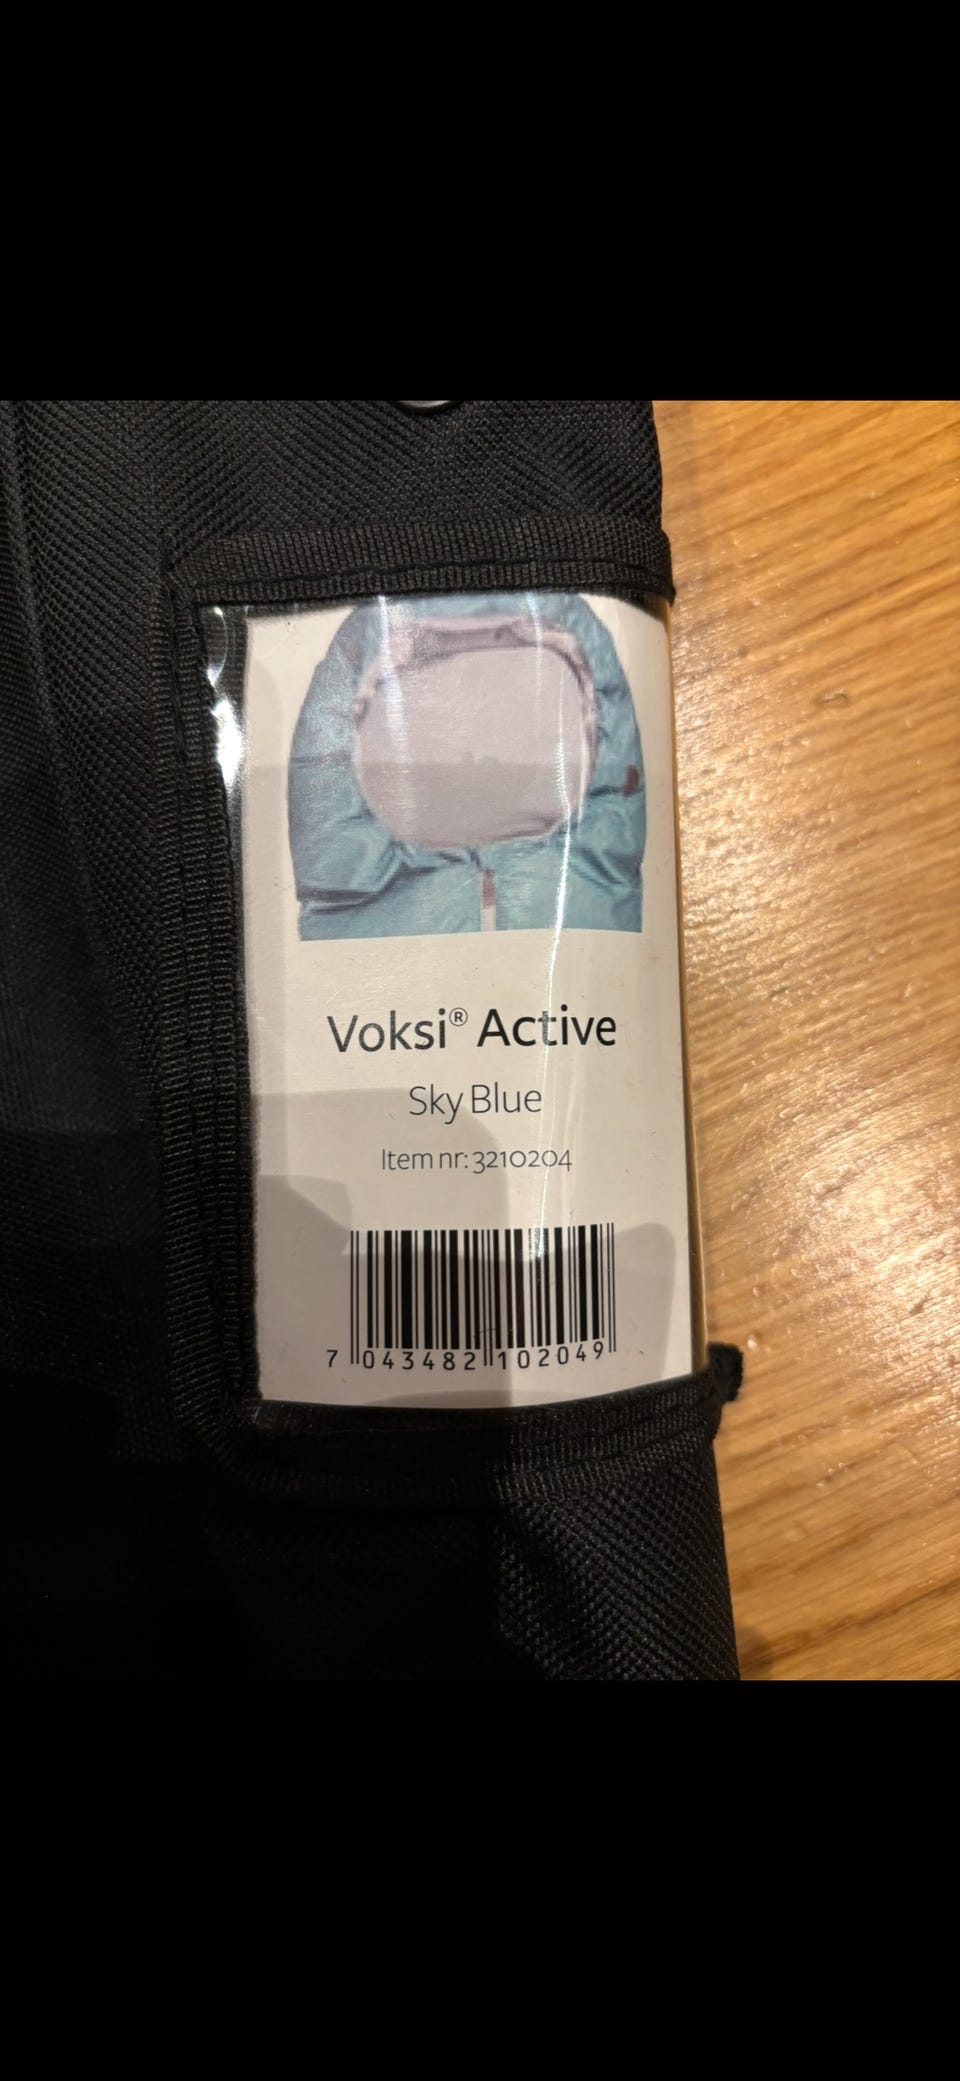 Voksi® Active
Sky Blue
Item nr: 3210204
7 043482 102049